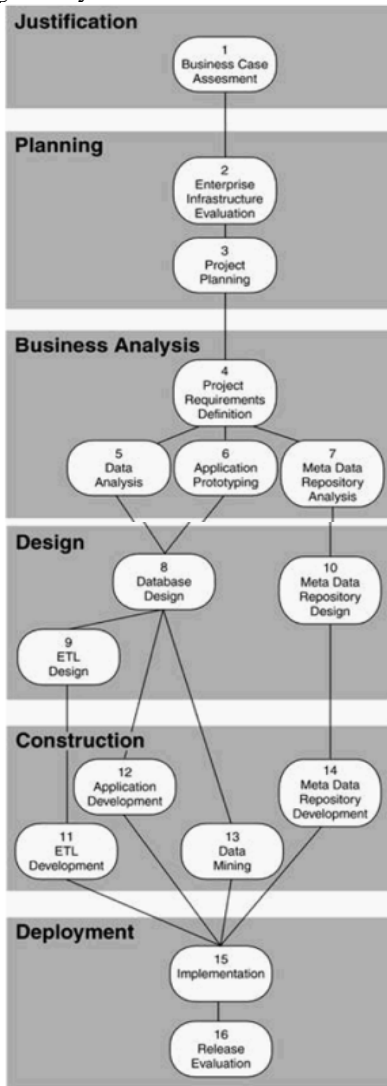 Justification
1
Business Case
Assesment
Planning
2
Enterprise
Infrastructure
Evaluation
3
Project
Planning
Business Analysis
4
Project
Requirements
Definition
5
Data
Analysis
6
Application
Prototyping
7
Meta Data
Repository
Analysis
Design
8
Database
Design
10
Meta Data
Repository
Design
9
ETL
Design
Construction
12
Application
Development
14
Meta Data
Repository
Development
11
ETL
Development
13
Data
Mining
Deployment
15
Implementation
16
Release
Evaluation